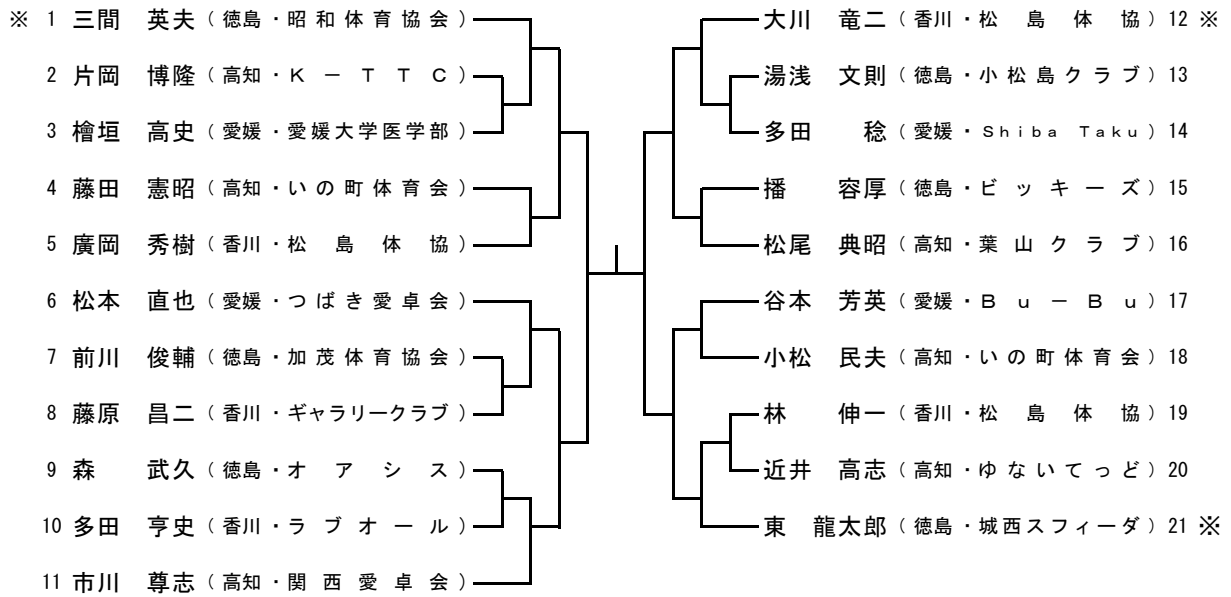 ※ 1 三間 英夫 (徳島・昭和体育協会)
2 片岡 博隆 (高知・K－TTC)
3 檜垣 高史 (愛媛・愛媛大学医学部)
4 藤田 憲昭 (高知・いの町体育会)
5 廣岡 秀樹 (香川・松島体協)
6 松本 直也 (愛媛・つばき愛卓会)
7 前川 俊輔 (徳島・加茂体育協会)
8 藤原 昌二 (香川・ギャラリークラブ)
9 森 武久 (徳島・オアシス)
10 多田 亨史 (香川・ラブオール)
11 市川 尊志 (高知・関西愛卓会)
大川 竜二 (香川・松島体協) 12 ※
湯浅 文則 (徳島・小松島クラブ) 13
多田 稔 (愛媛・Shiba Taku) 14
播 容厚 (徳島・ビッキーズ) 15
松尾 典昭 (高知・葉山クラブ) 16
谷本 芳英 (愛媛・Bu－Bu) 17
小松 民夫 (高知・いの町体育会) 18
林 伸一 (香川・松島体協) 19
近井 高志 (高知・ゆないてっど) 20
東 龍太郎 (徳島・城西スフィーダ) 21 ※